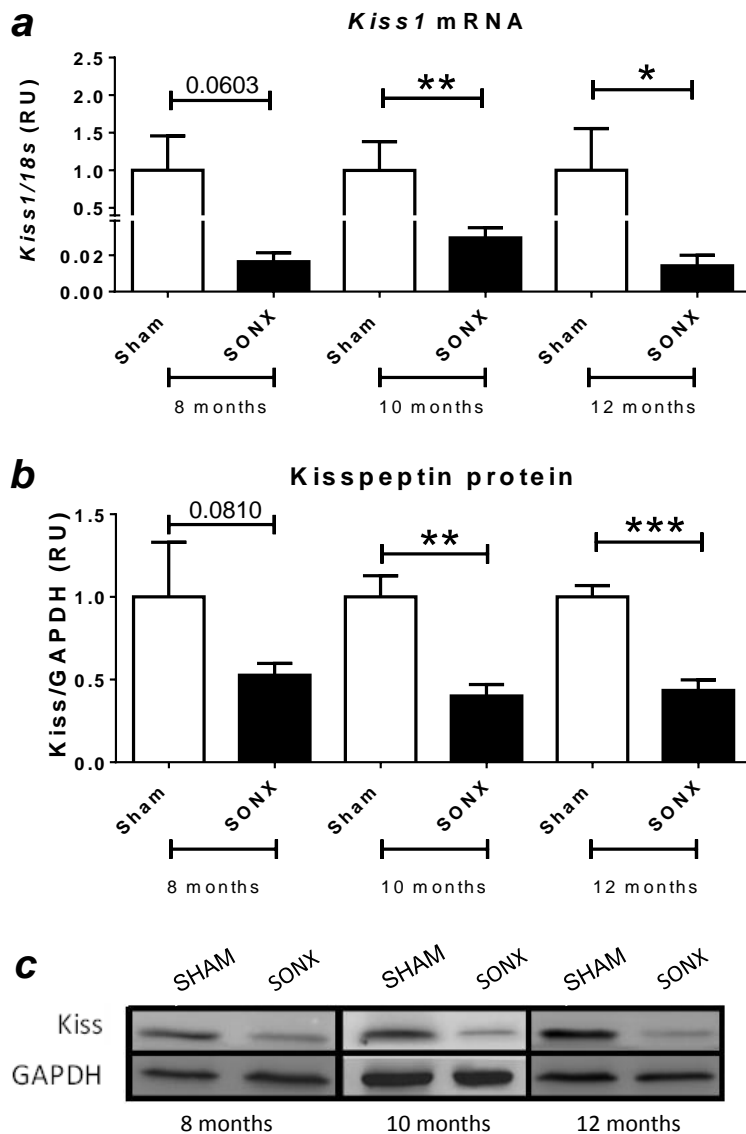 a
Kiss1 mRNA
Kiss1/18s (RU)
2.5
2.0
1.5
1.0
0.5
0.02
0.00
0.0603
**
*
Sham
SONX
Sham
SONX
Sham
SONX
8 months
10 months
12 months
b
Kisspeptin protein
Kiss/GAPDH (RU)
1.5
1.0
0.5
0.0
0.0810
**
***
Sham
SONX
Sham
SONX
Sham
SONX
8 months
10 months
12 months
c
SHAM SONX SHAM SONX SHAM SONX
Kiss
GAPDH
8 months 10 months 12 months